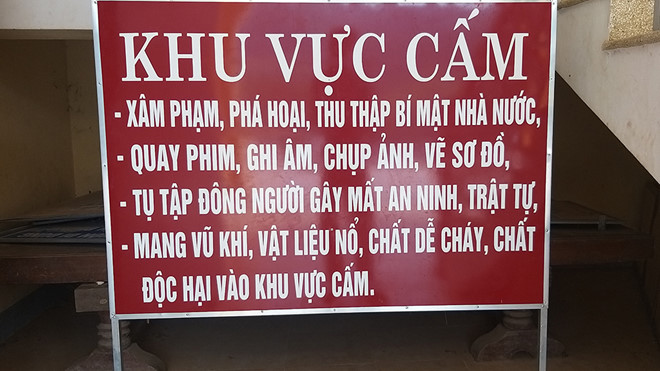 KHU VỰC CẤM
- XÂM PHẠM, PHÁ HOẠI, THU THẬP BÍ MẬT NHÀ NƯỚC,
- QUAY PHIM, GHI ÂM, CHỤP ẢNH, VẼ SƠ ĐỒ,
- TỤ TẬP ĐÔNG NGƯỜI GÂY MẤT AN NINH, TRẬT TỰ,
- MANG VŨ KHÍ, VẬT LIỆU NỔ, CHẤT DỄ CHÁY, CHẤT
ĐỘC HẠI VÀO KHU VỰC CẤM.